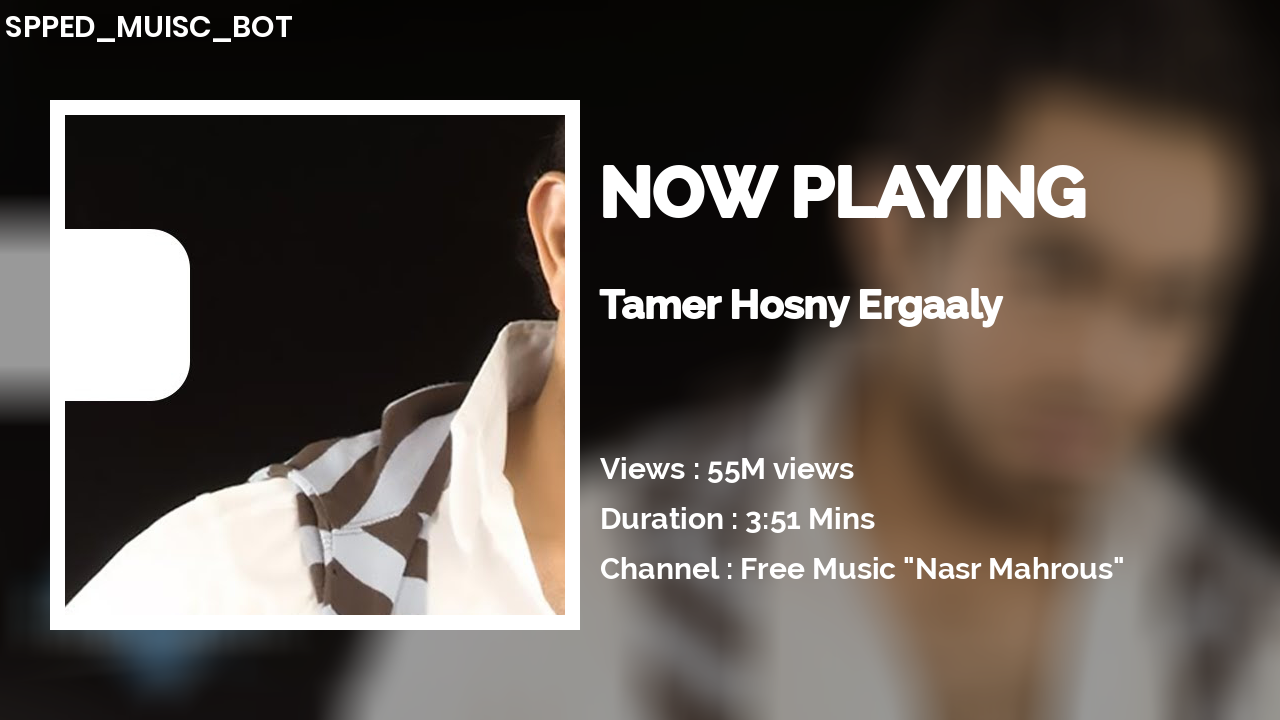 SPPED_MUISC_BOT
NOW PLAYING
Tamer Hosny Ergaaly
Views : 55M views
Duration : 3:51 Mins
Channel : Free Music "Nasr Mahrous"